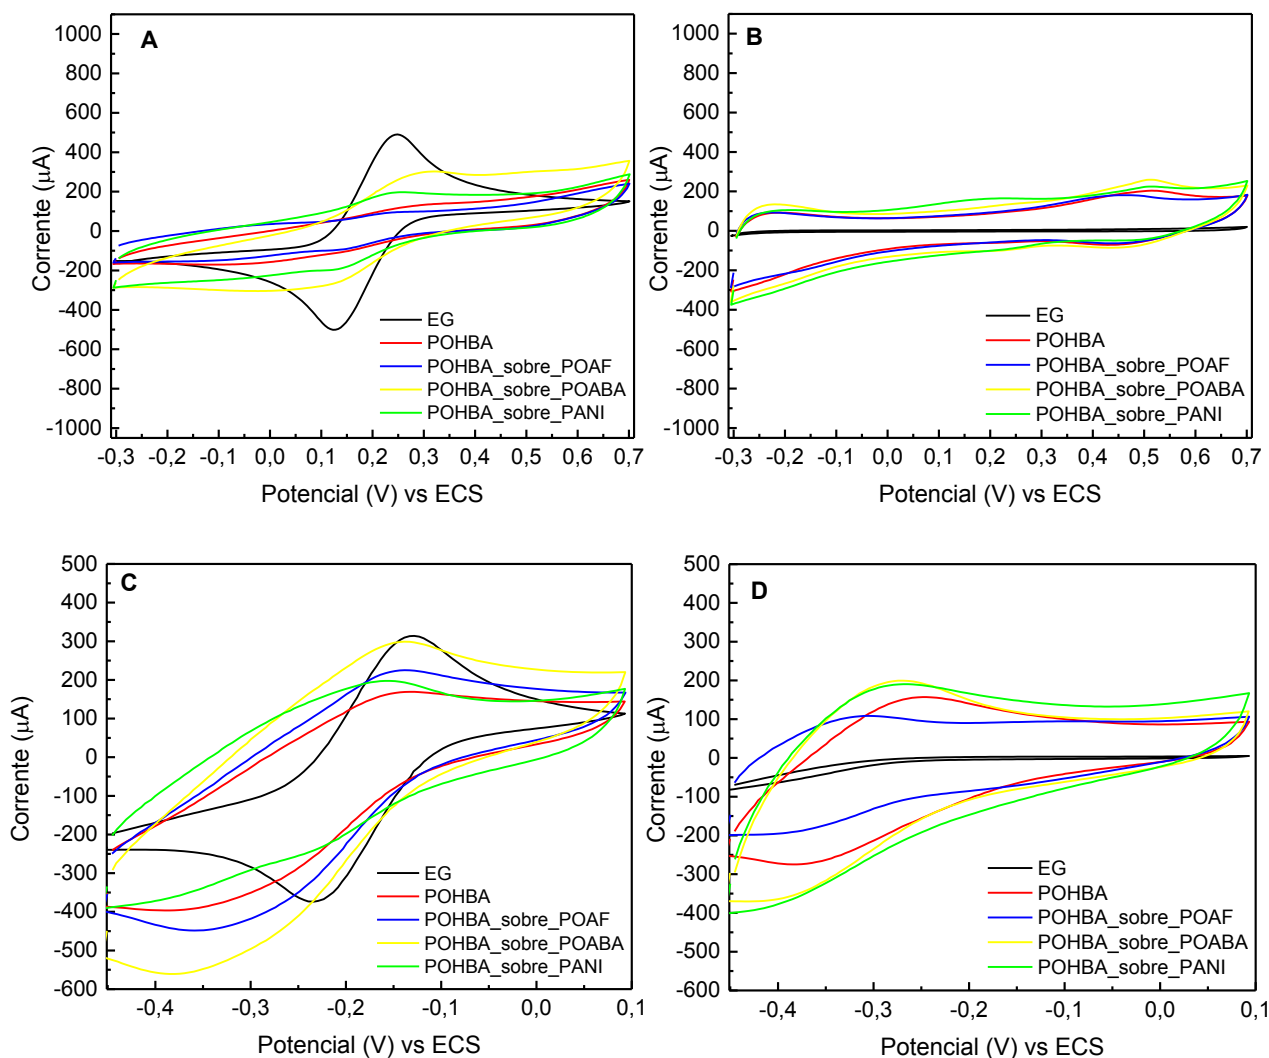 A
Corrente (µA)
1000
800
600
400
200
0
-200
-400
-600
-800
-1000
EG
POHBA
POHBA_sobre_POAF
POHBA_sobre_POABA
POHBA_sobre_PANI
-0,3 -0,2 -0,1 0,0 0,1 0,2 0,3 0,4 0,5 0,6 0,7
Potencial (V) vs ECS
B
Corrente (µA)
1000
800
600
400
200
0
-200
-400
-600
-800
-1000
EG
POHBA
POHBA_sobre_POAF
POHBA_sobre_POABA
POHBA_sobre_PANI
-0,3 -0,2 -0,1 0,0 0,1 0,2 0,3 0,4 0,5 0,6 0,7
Potencial (V) vs ECS
C
Corrente (µA)
500
400
300
200
100
0
-100
-200
-300
-400
-500
-600
EG
POHBA
POHBA_sobre_POAF
POHBA_sobre_POABA
POHBA_sobre_PANI
-0,4 -0,3 -0,2 -0,1 0,0 0,1
Potencial (V) vs ECS
D
Corrente (µA)
500
400
300
200
100
0
-100
-200
-300
-400
-500
-600
EG
POHBA
POHBA_sobre_POAF
POHBA_sobre_POABA
POHBA_sobre_PANI
-0,4 -0,3 -0,2 -0,1 0,0 0,1
Potencial (V) vs ECS